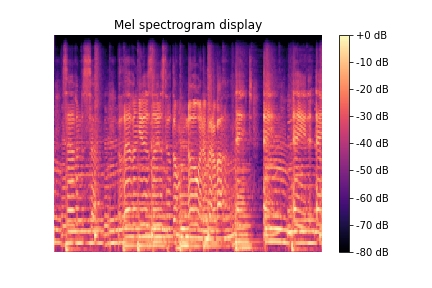 Mel spectrogram display
+0 dB
-10 dB
-20 dB
-30 dB
-40 dB
-50 dB
-60 dB
-70 dB
-80 dB